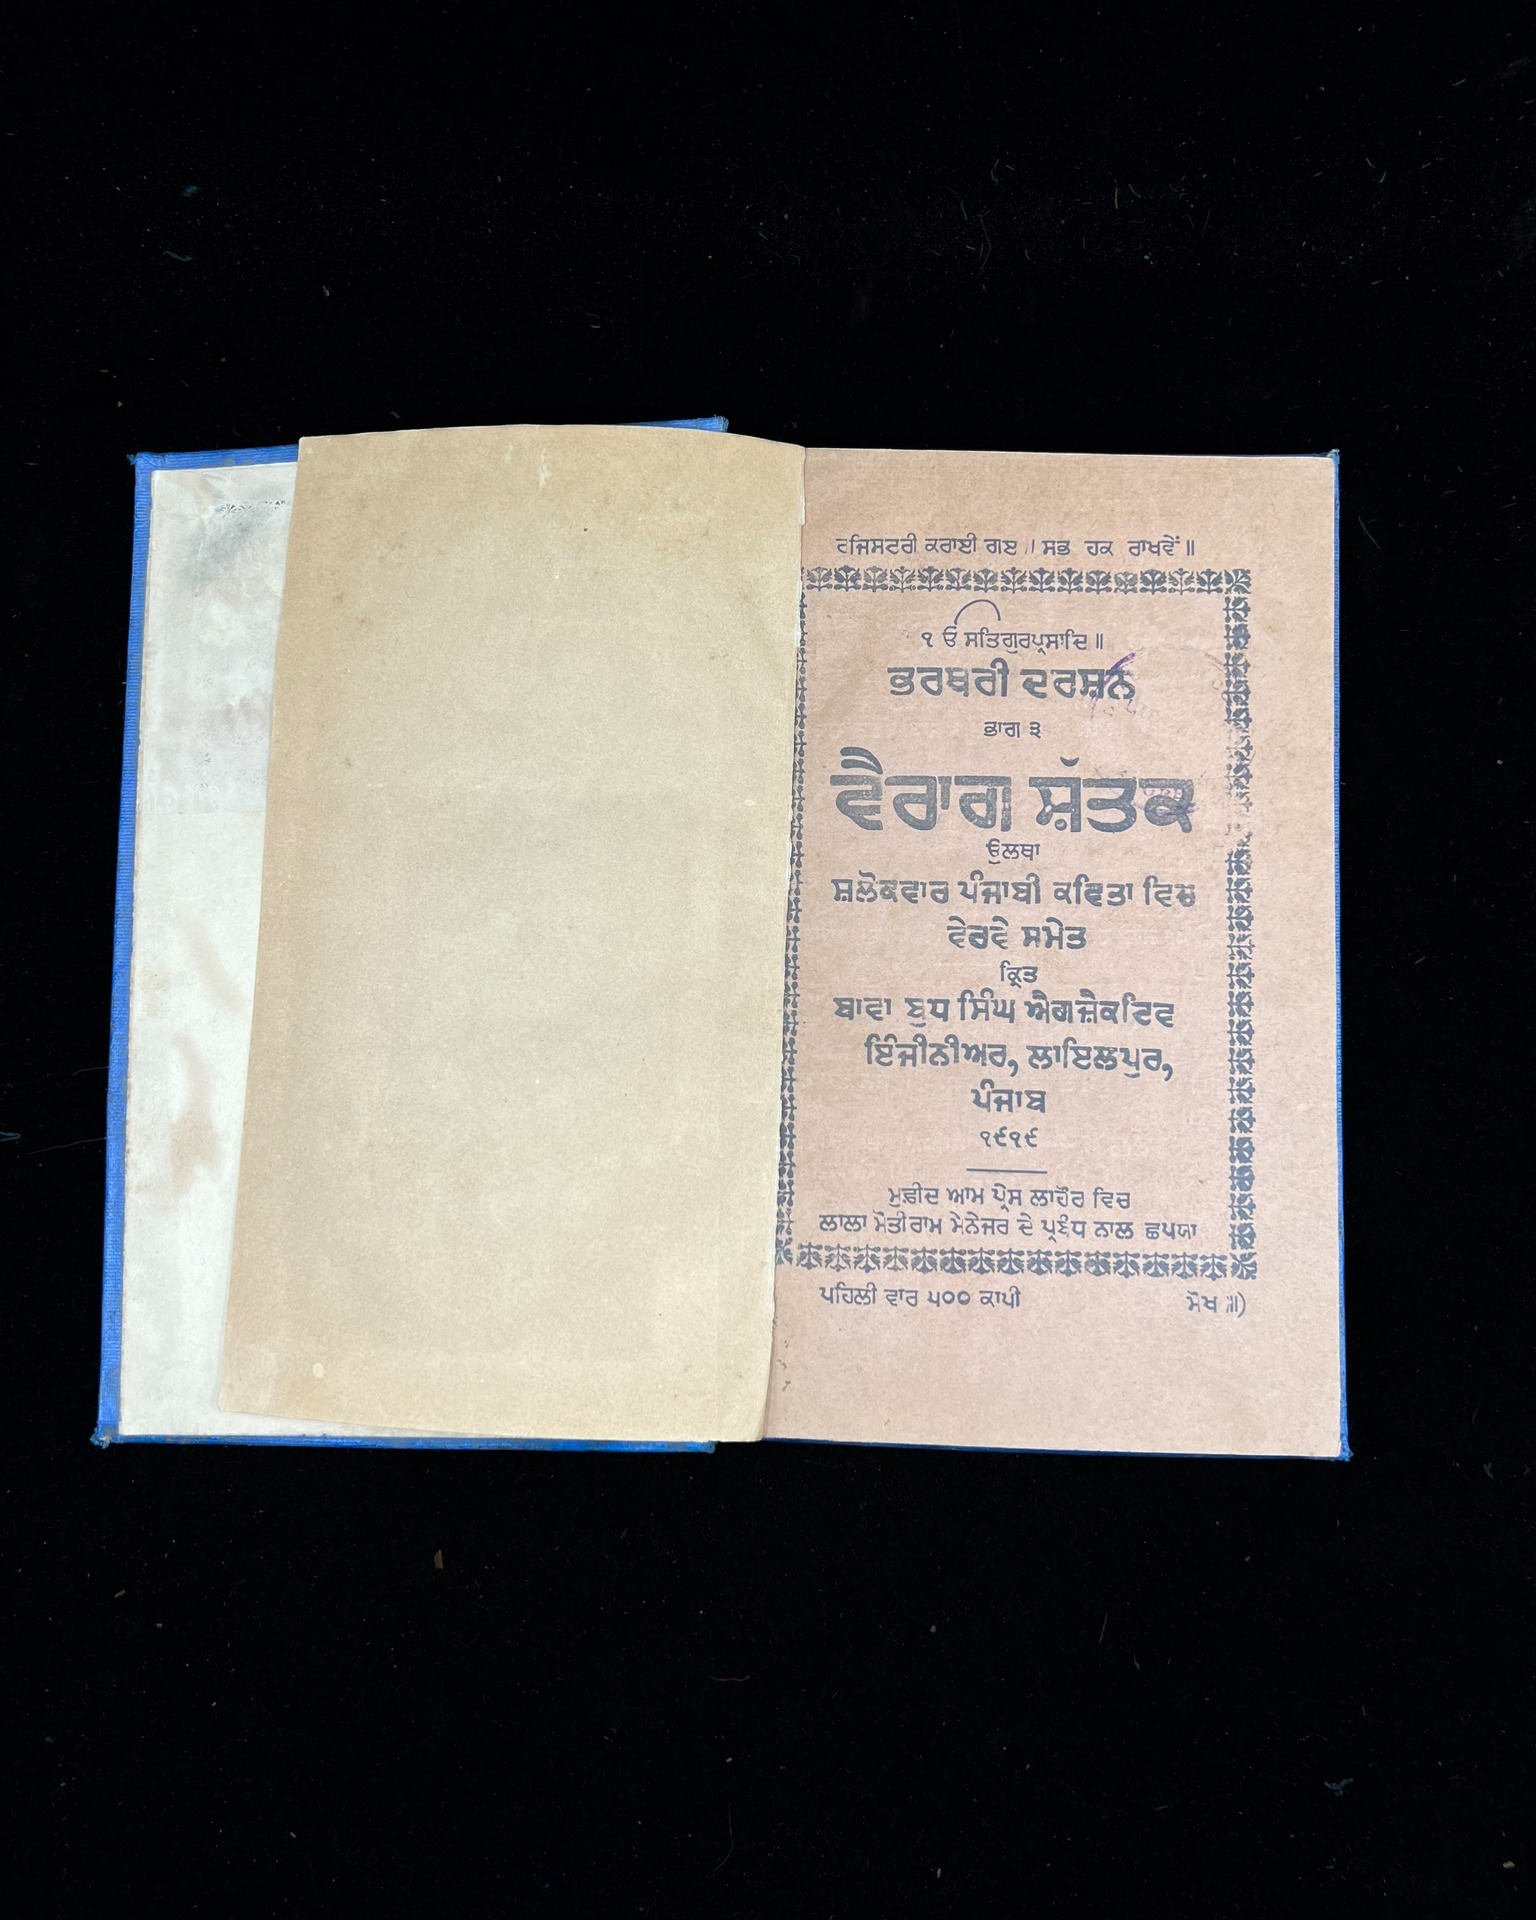 ਰਜਿਸਟਰੀ ਕਰਾਈ ਗਏ ॥ ਸਭ ਹਕ ਰਾਖਵੇਂ ॥
੧ ਓ ਸਤਿਗੁਰਪ੍ਰਸਾਦਿ ॥
ਭਰਥਰੀ ਦਰਸ਼ਨ
ਭਾਗ ੩
ਵੈਰਾਗ ਸ਼ੱਤਕ
ਓੁਲਥਾ
ਸ਼ਲੋਕਵਾਰ ਪੰਜਾਬੀ ਕਵਿਤਾ ਵਿਚ
ਵੇਰਵੇ ਸਮੇਤ
ਕ੍ਰਿਤ
ਬਾਵਾ ਬੁਧ ਸਿੰਘ ਐਗਜ਼ੈਕਟਿਵ
ਇੰਜੀਨੀਅਰ, ਲਾਇਲਪੁਰ,
ਪੰਜਾਬ
੧੯੧੯
ਮੁਫ਼ੀਦ ਆਮ ਪ੍ਰੇਸ ਲਾਹੌਰ ਵਿਚ
ਲਾਲਾ ਮੋਤੀਰਾਮ ਮੇਨੇਜਰ ਦੇ ਪ੍ਰਬੰਧ ਨਾਲ ਛਪਯਾ
ਪਹਿਲੀ ਵਾਰ ੫੦੦ ਕਾਪੀ
ਮੋਖ ॥)